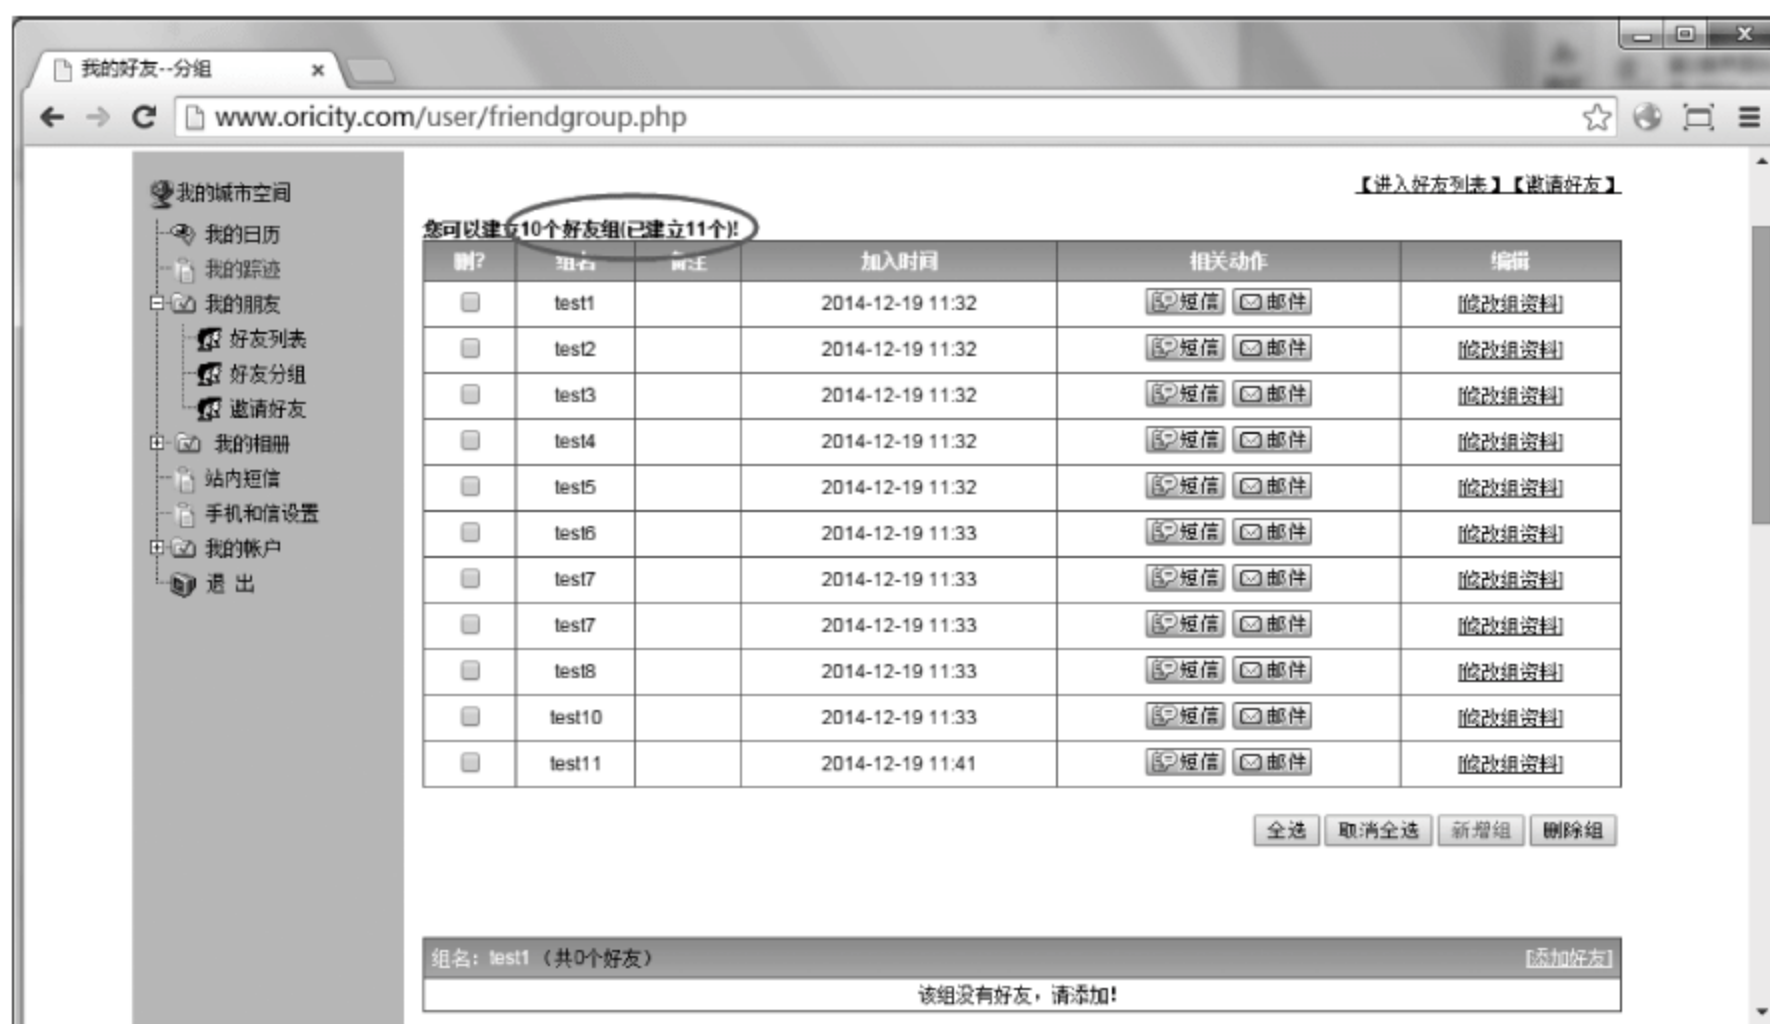 我的好友--分组
www.oricity.com/user/friendgroup.php
我的城市空间
我的日历
我的踪迹
我的朋友
好友列表
好友分组
邀请好友
我的相册
站内短信
手机和信设置
我的帐户
退 出
【进入好友列表】【邀请好友】
您可以建立10个好友组(已建立11个)!
删? 组名 备注 加入时间 相关动作 编辑
test1 2014-12-19 11:32 短信 邮件 [修改组资料]
test2 2014-12-19 11:32 短信 邮件 [修改组资料]
test3 2014-12-19 11:32 短信 邮件 [修改组资料]
test4 2014-12-19 11:32 短信 邮件 [修改组资料]
test5 2014-12-19 11:32 短信 邮件 [修改组资料]
test6 2014-12-19 11:33 短信 邮件 [修改组资料]
test7 2014-12-19 11:33 短信 邮件 [修改组资料]
test7 2014-12-19 11:33 短信 邮件 [修改组资料]
test8 2014-12-19 11:33 短信 邮件 [修改组资料]
test10 2014-12-19 11:33 短信 邮件 [修改组资料]
test11 2014-12-19 11:41 短信 邮件 [修改组资料]
全选 取消全选 新增组 删除组
组名: test1 (共0个好友) [添加好友]
该组没有好友，请添加!